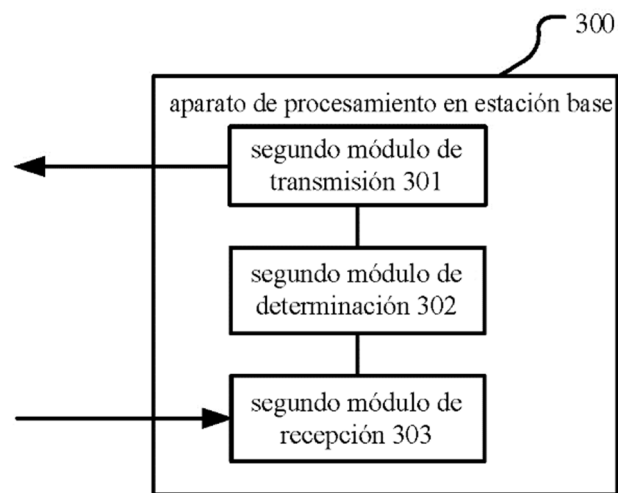 300
aparato de procesamiento en estación base
segundo módulo de
transmisión 301
segundo módulo de
determinación 302
segundo módulo de
recepción 303